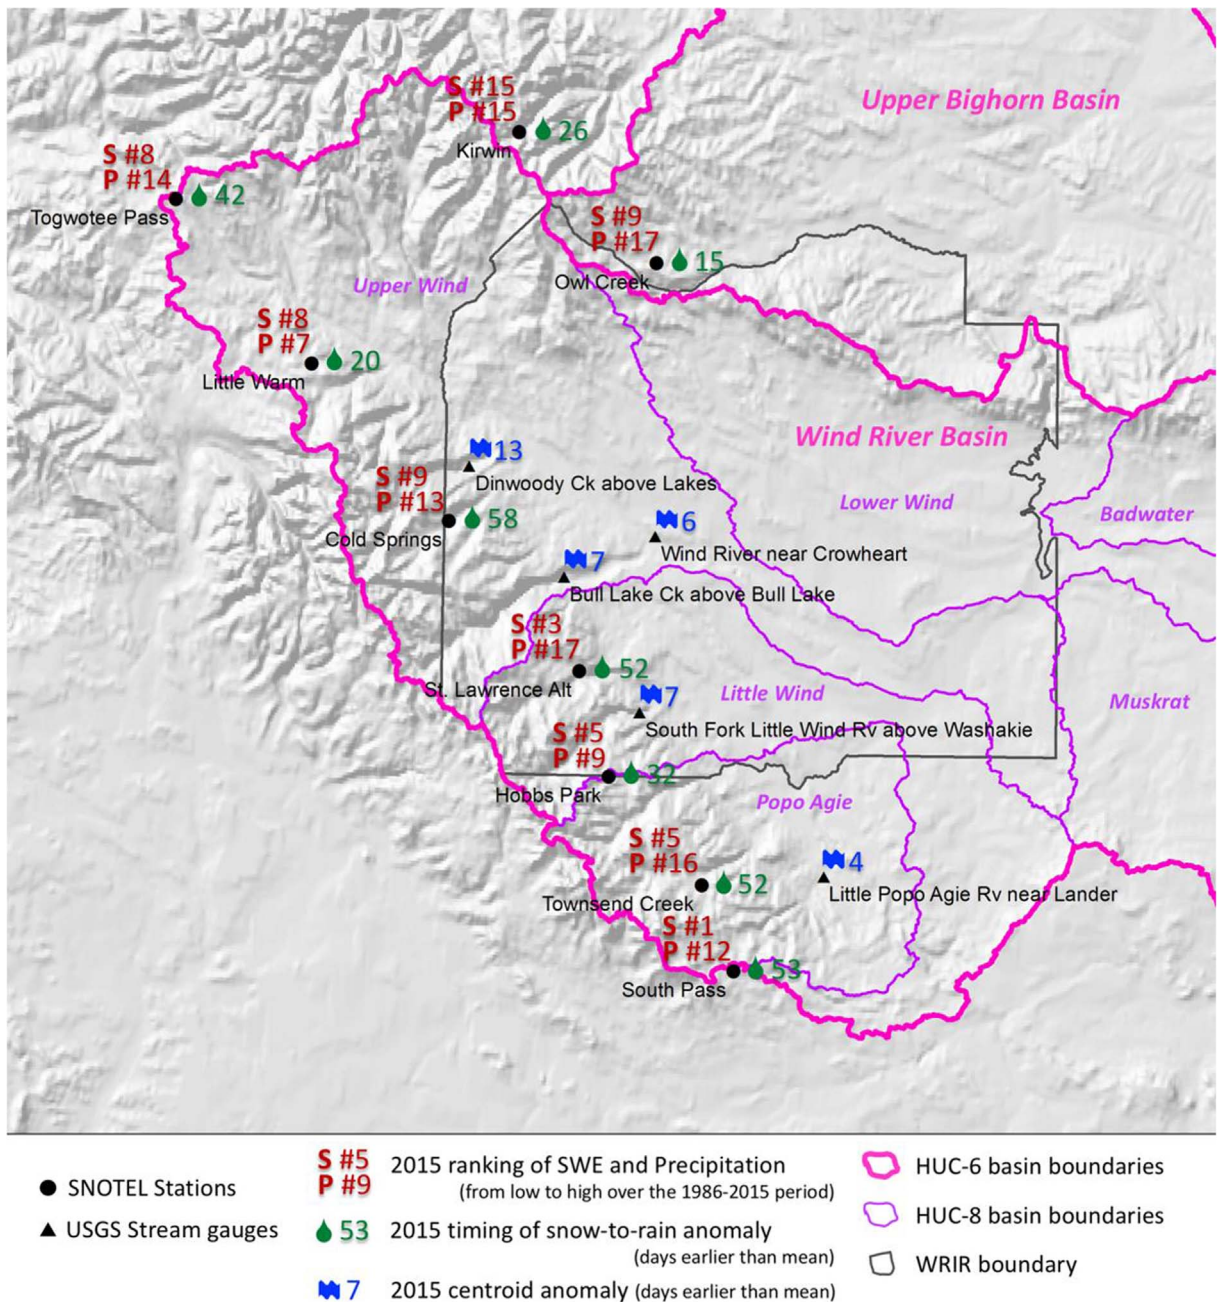 Upper Bighorn Basin
S #15
P #15
26
Kirwin
S #8
P #14
42
Togwotee Pass
S #9
P #17
15
Owl Creek
Upper Wind
S #8
P #7
20
Little Warm
Wind River Basin
13
Dinwoody Ck above Lakes
S #9
P #13
58
Cold Springs
Lower Wind
Badwater
6
Wind River near Crowheart
7
Bull Lake Ck above Bull Lake
S #3
P #17
52
St. Lawrence Alt
Little Wind
Muskrat
7
South Fork Little Wind Rv above Washakie
S #5
P #9
32
Hobbs Park
Popo Agie
S #5
P #16
52
Townsend Creek
4
Little Popo Agie Rv near Lander
S #1
P #12
53
South Pass
SNOTEL Stations
USGS Stream gauges
S #5
P #9
2015 ranking of SWE and Precipitation
(from low to high over the 1986-2015 period)
53
2015 timing of snow-to-rain anomaly
(days earlier than mean)
7
2015 centroid anomaly (days earlier than mean)
HUC-6 basin boundaries
HUC-8 basin boundaries
WRIR boundary